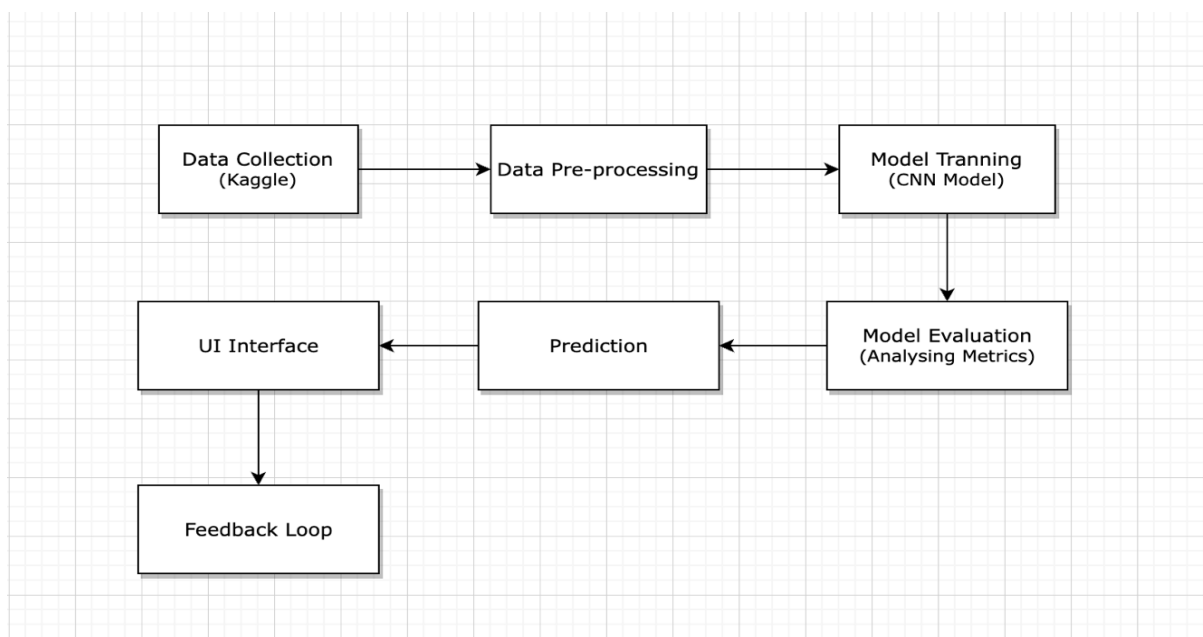 Data Collection
(Kaggle)
Data Pre-processing
Model Tranning
(CNN Model)
Model Evaluation
(Analysing Metrics)
Prediction
UI Interface
Feedback Loop